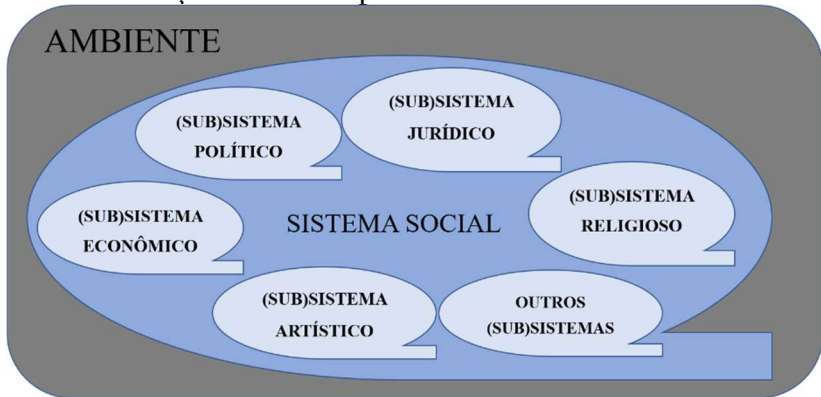 AMBIENTE
(SUB)SISTEMA
POLÍTICO
(SUB)SISTEMA
JURÍDICO
(SUB)SISTEMA
ECONÔMICO
SISTEMA SOCIAL
(SUB)SISTEMA
RELIGIOSO
(SUB)SISTEMA
ARTÍSTICO
OUTROS
(SUB)SISTEMAS